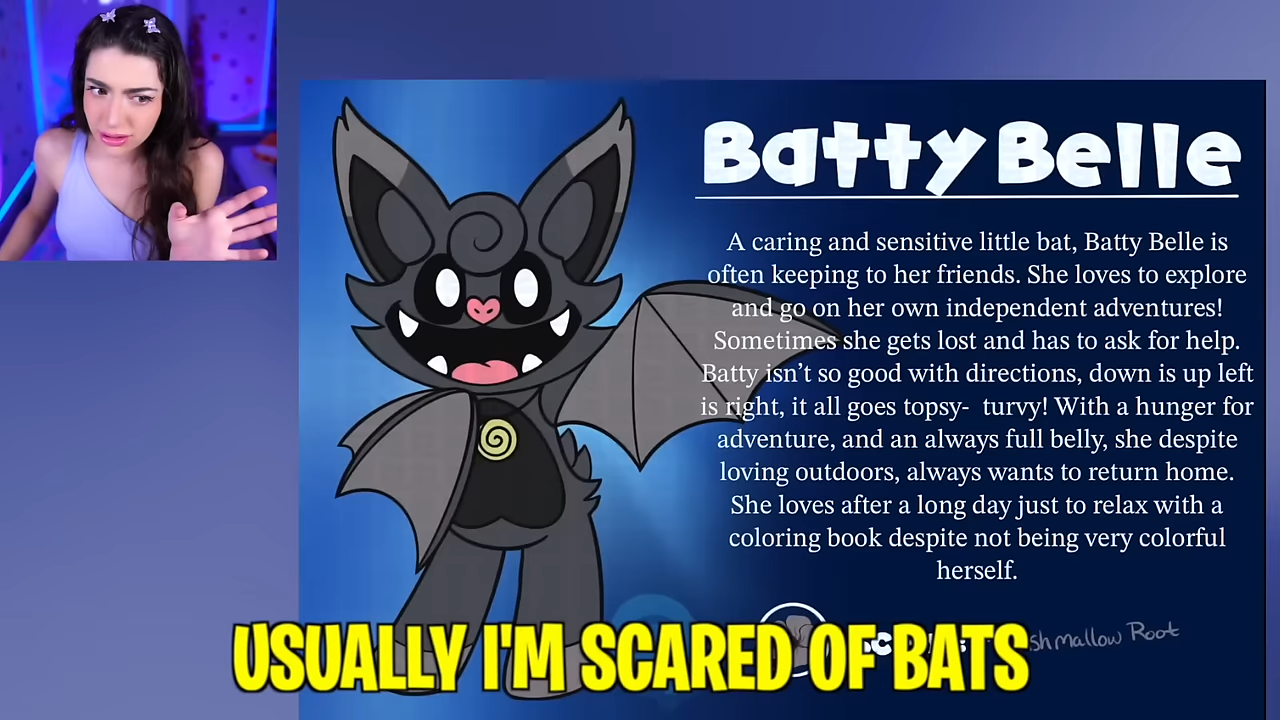 Batty Belle
A caring and sensitive little bat, Batty Belle is
often keeping to her friends. She loves to explore
and go on her own independent adventures!
Sometimes she gets lost and has to ask for help.
Batty isn't so good with directions, down is up left
is right, it all goes topsy-  turvy! With a hunger for
adventure, and an always full belly, she despite
loving outdoors, always wants to return home.
She loves after a long day just to relax with a
coloring book despite not being very colorful
herself.
Root
USUALLY I'M SCARED OF BATS